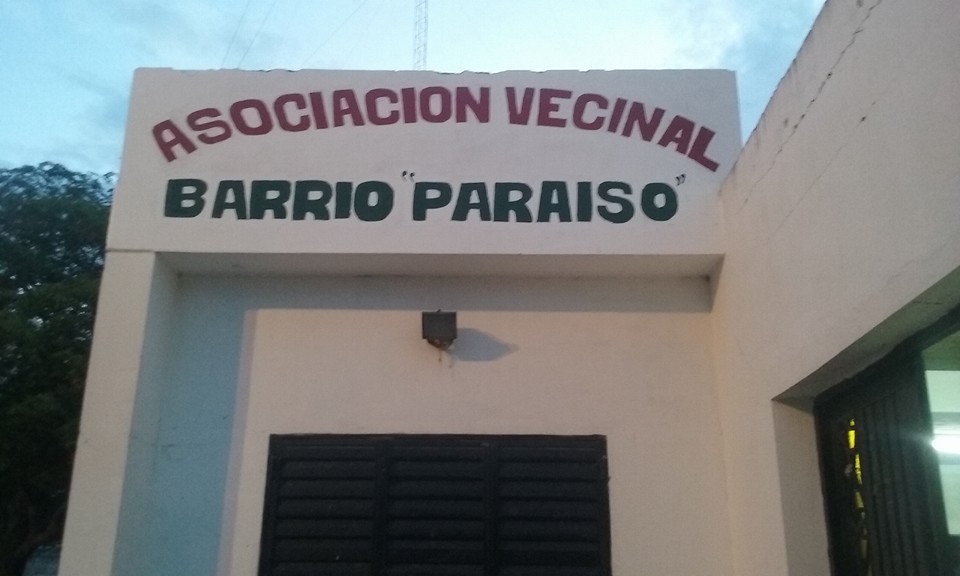 ASOCIACION VECINAL
BARRIO "PARAISO"